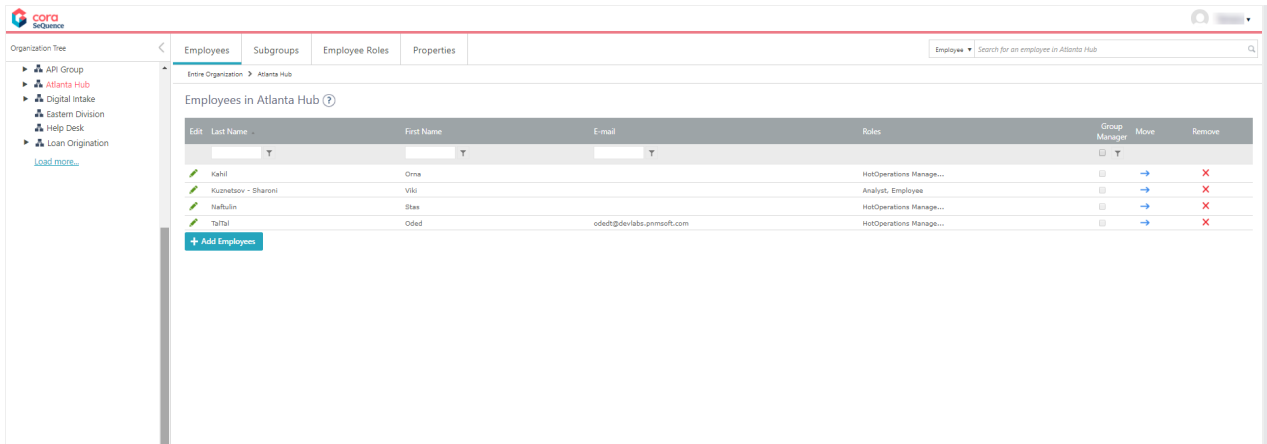 cora
SeQuence
Organization Tree
Employees Subgroups Employee Roles Properties
Employee Search for an employee in Atlanta Hub
API Group
Atlanta Hub
Digital Intake
Eastern Division
Help Desk
Loan Origination
Load more...
Entire Organization > Atlanta Hub
Employees in Atlanta Hub ?
Edit Last Name First Name E-mail Roles Group Manager Move Remove
Kahil Orna HotOperations Manage...
Kuznetsov - Sharoni Viki Analyst, Employee
Naftulin Stas HotOperations Manage...
TalTal Oded odedt@devlabs.pnmsoft.com HotOperations Manage...
+ Add Employees